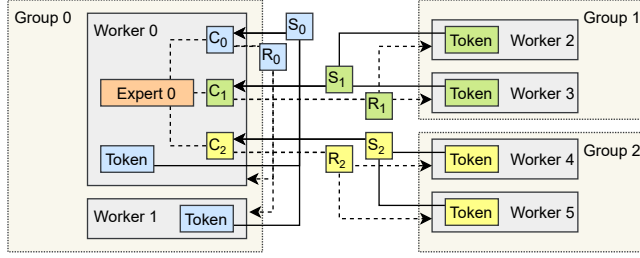 Group 0
Worker 0
C0
S0
R0
Expert 0
C1
S1
R1
C2
S2
R2
Token
Worker 1
Token
Group 1
Token Worker 2
Token Worker 3
Group 2
Token Worker 4
Token Worker 5